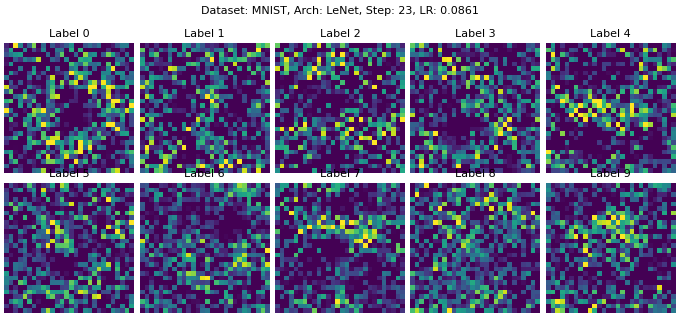 Dataset: MNIST, Arch: LeNet, Step: 23, LR: 0.0861
Label 0 Label 1 Label 2 Label 3 Label 4
Label 5 Label 6 Label 7 Label 8 Label 9